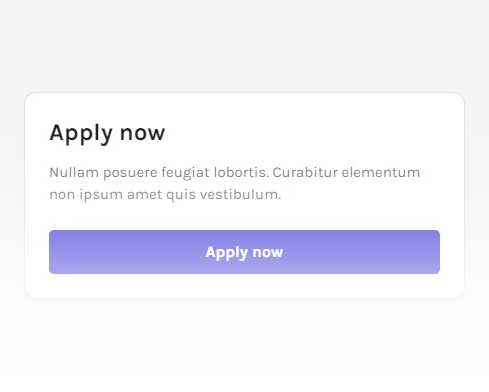 Apply now
Nullam posuere feugiat lobortis. Curabitur elementum
non ipsum amet quis vestibulum.
Apply now